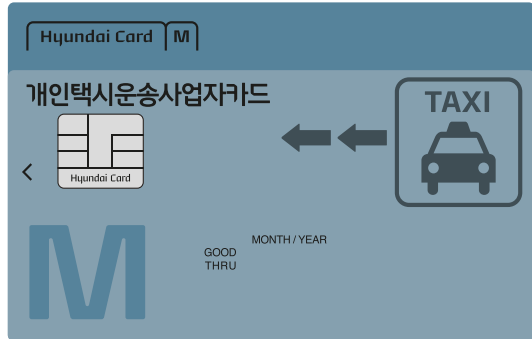 Hyundai Card M
개인택시운송사업자카드
TAXI
Hyundai Card
M
MONTH / YEAR
GOOD
THRU